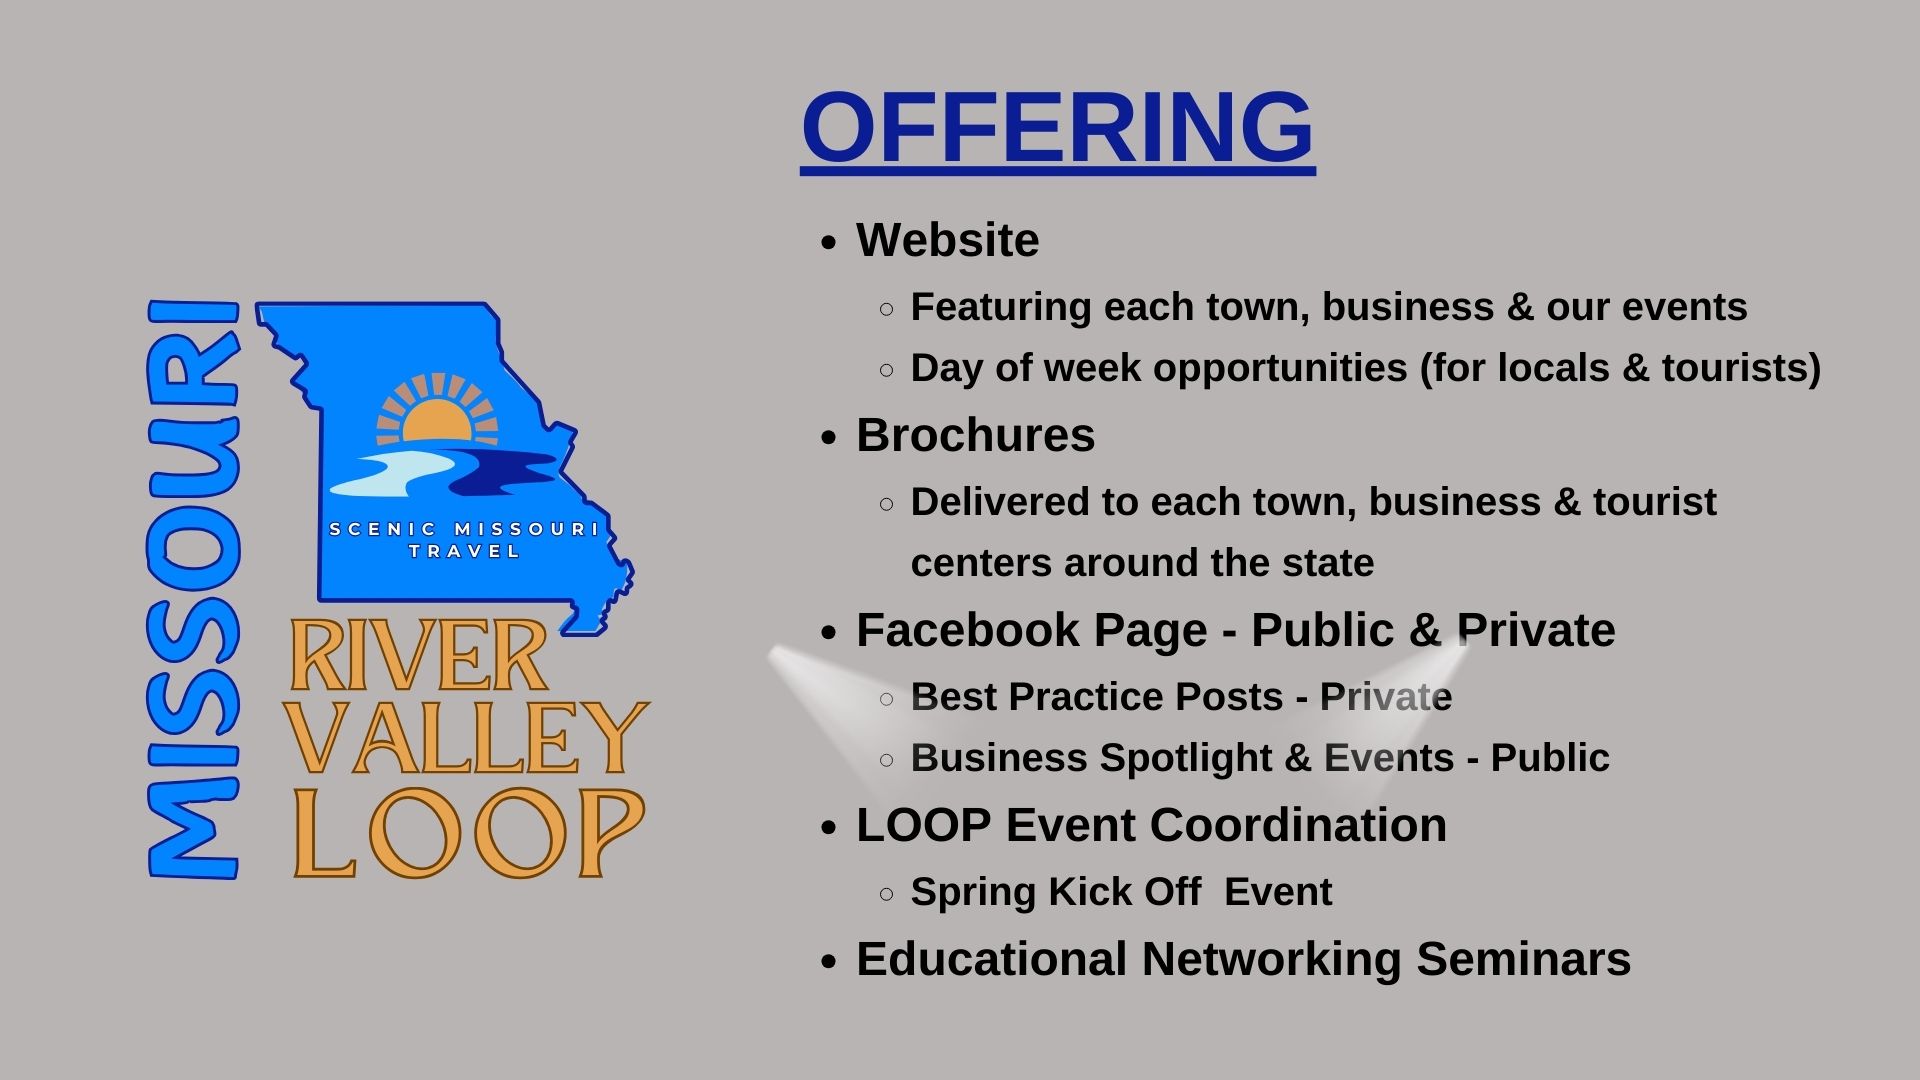 OFFERING
• Website
○ Featuring each town, business & our events
○ Day of week opportunities (for locals & tourists)
• Brochures
○ Delivered to each town, business & tourist
centers around the state
• Facebook Page - Public & Private
○ Best Practice Posts - Private
○ Business Spotlight & Events - Public
• LOOP Event Coordination
○ Spring Kick Off  Event
• Educational Networking Seminars
MISSOURI
SCENIC MISSOURI
TRAVEL
RIVER
VALLEY
LOOP